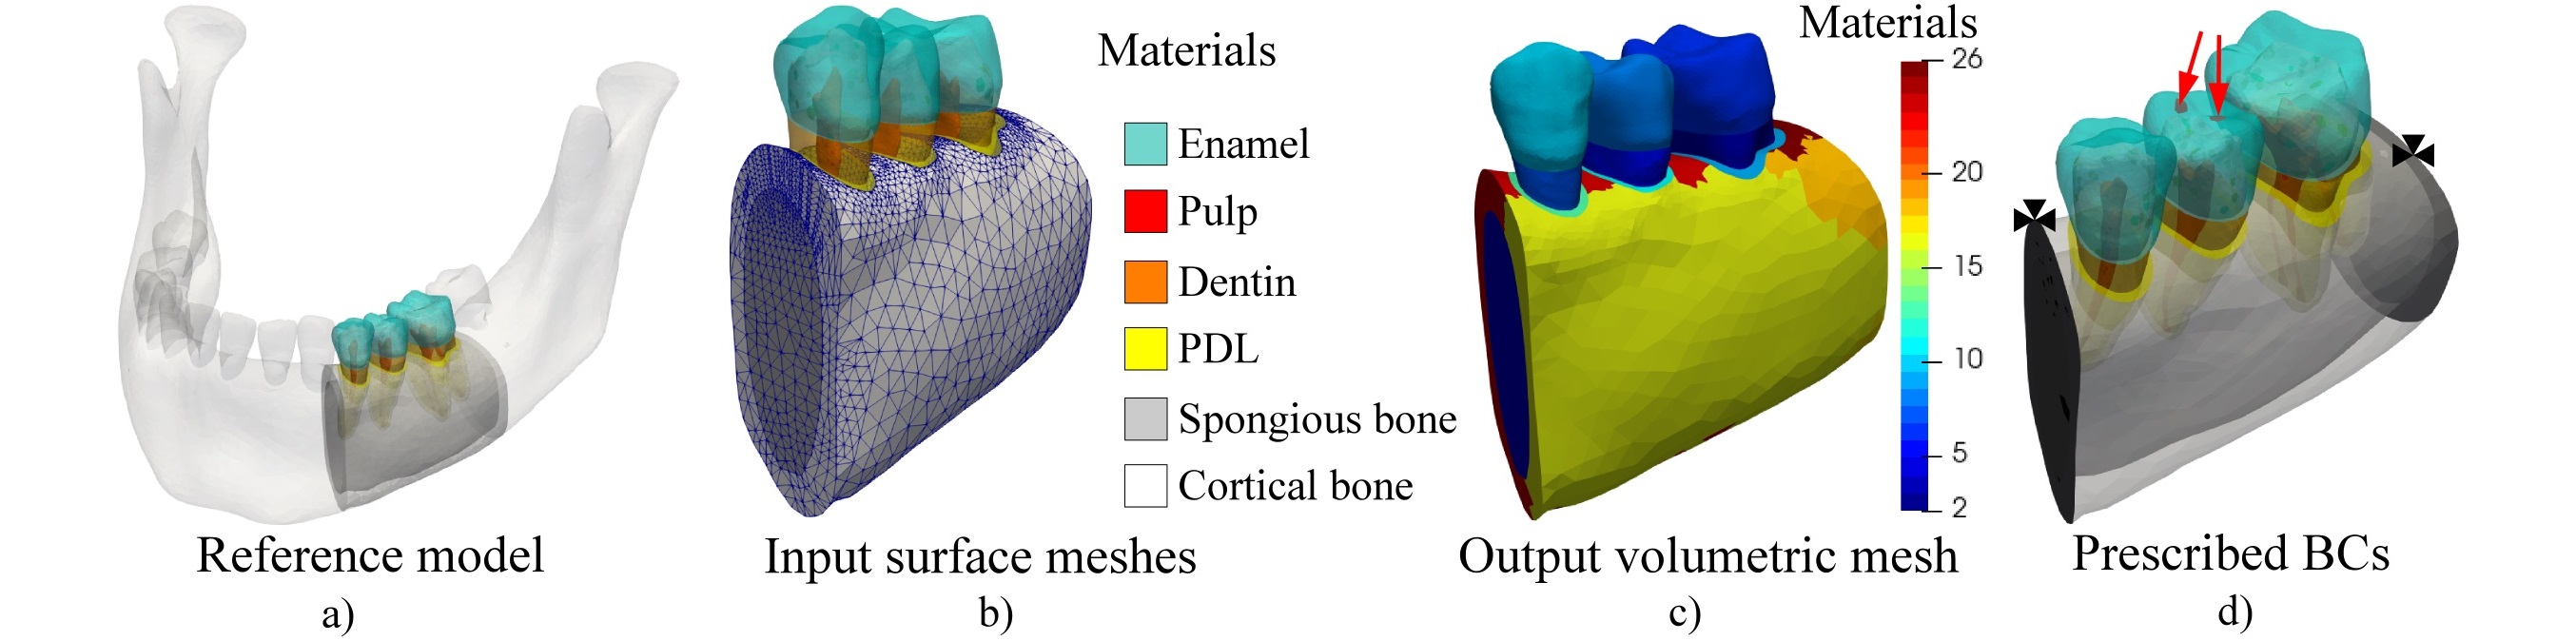 Materials
Enamel
Pulp
Dentin
PDL
Spongious bone
Cortical bone
Materials
26
20
15
10
5
2
Reference model
Input surface meshes
Output volumetric mesh
Prescribed BCs
a)
b)
c)
d)